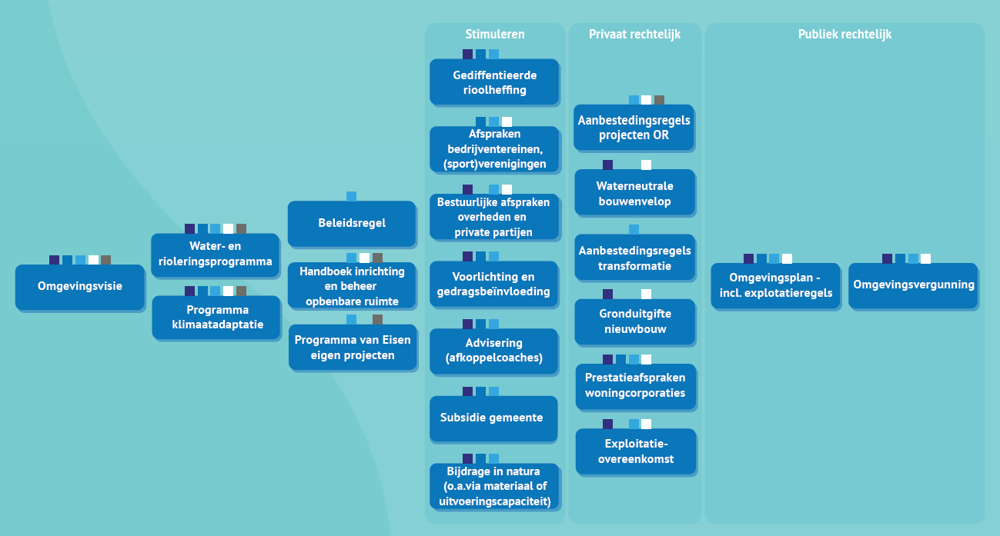 Omgevingsvisie
Water- en
rioleringsprogramma
Programma
klimaatadaptatie
Beleidsregel
Handboek inrichting
en beheer
opbenbare ruimte
Programma van Eisen
eigen projecten
Stimuleren
Gediffentieerde
rioolheffing
Afspraken
bedrijventereinen,
(sport)verenigingen
Bestuurlijke afspraken
overheden en
private partijen
Voorlichting en
gedragsbeïnvloeding
Advisering
(afkoppelcoaches)
Subsidie gemeente
Bijdrage in natura
(o.a.via materiaal of
uitvoeringscapaciteit)
Privaat rechtelijk
Aanbestedingsregels
projecten OR
Waterneutrale
bouwenvelop
Aanbestedingsregels
transformatie
Gronduitgifte
nieuwbouw
Prestatieafspraken
woningcorporaties
Exploitatie-
overeenkomst
Publiek rechtelijk
Omgevingsplan -
incl. explotatieregels
Omgevingsvergunning